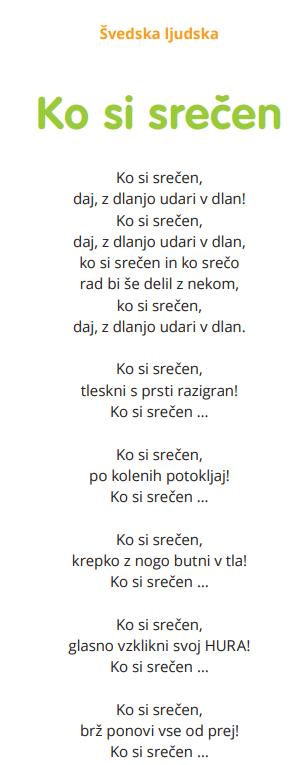 Švedska ljudska
Ko si srečen
Ko si srečen,
daj, z dlanjo udari v dlan!
Ko si srečen,
daj, z dlanjo udari v dlan,
ko si srečen in ko srečo
rad bi še delil z nekom,
ko si srečen,
daj, z dlanjo udari v dlan.
Ko si srečen,
tleskni s prsti razigran!
Ko si srečen ...
Ko si srečen,
po kolenih potokljaj!
Ko si srečen ...
Ko si srečen,
krepko z nogo butni v tla!
Ko si srečen ...
Ko si srečen,
glasno vzklikni svoj HURA!
Ko si srečen ...
Ko si srečen,
brž ponovi vse od prej!
Ko si srečen ...